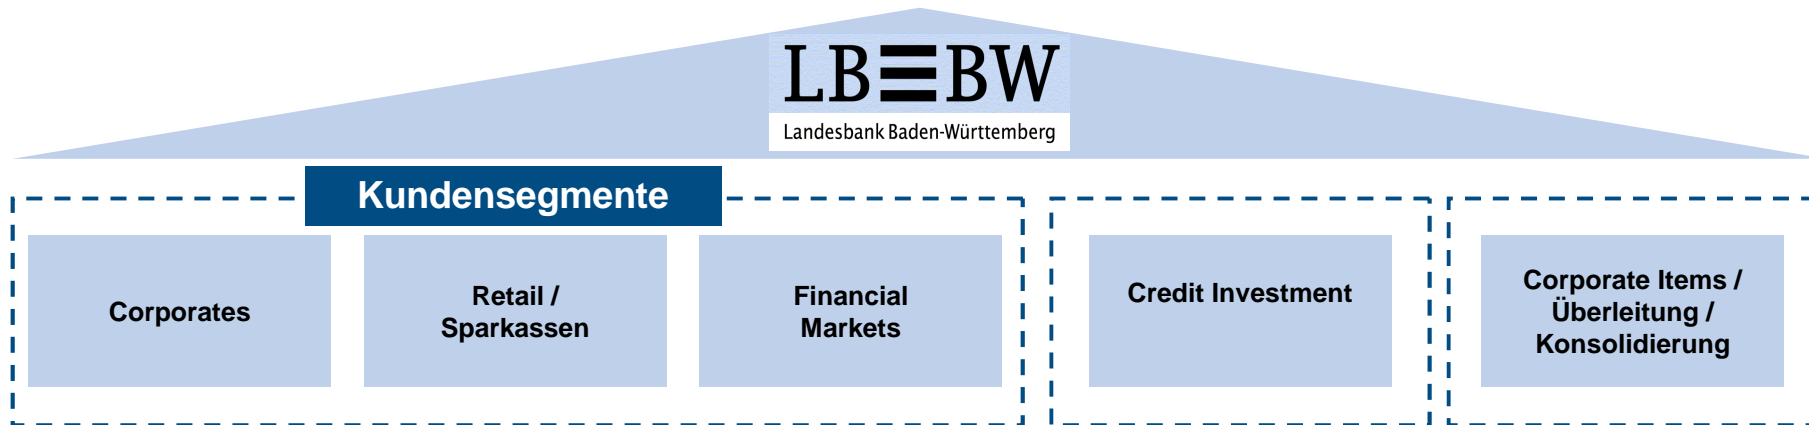 LB≡BW
Landesbank Baden-Württemberg
Kundensegmente
Corporates
Retail /
Sparkassen
Financial
Markets
Credit Investment
Corporate Items /
Überleitung /
Konsolidierung